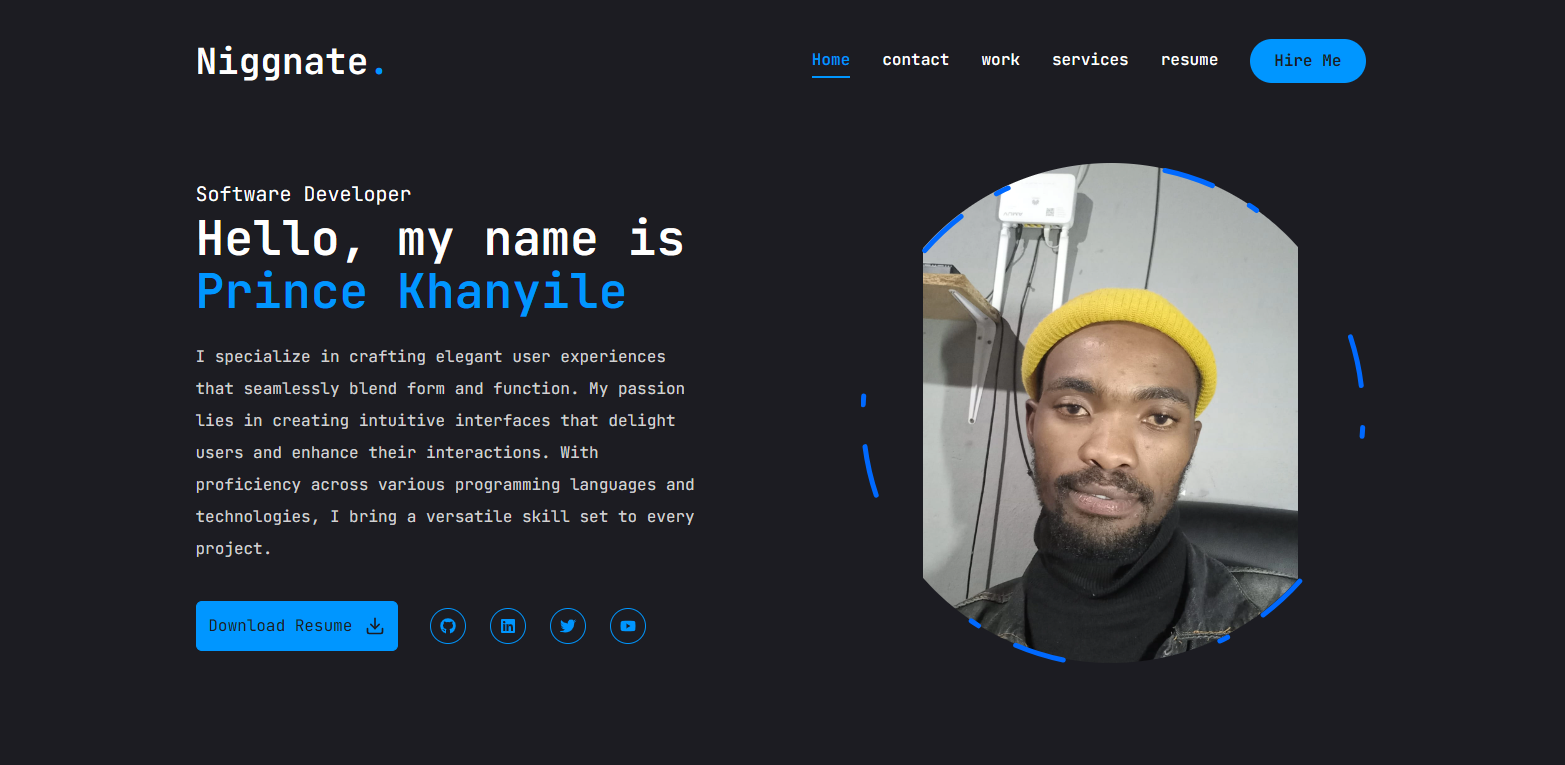 Niggnate.
Home contact work services resume Hire Me
Software Developer
Hello, my name is
Prince Khanyile
I specialize in crafting elegant user experiences
that seamlessly blend form and function. My passion
lies in creating intuitive interfaces that delight
users and enhance their interactions. With
proficiency across various programming languages and
technologies, I bring a versatile skill set to every
project.
Download Resume